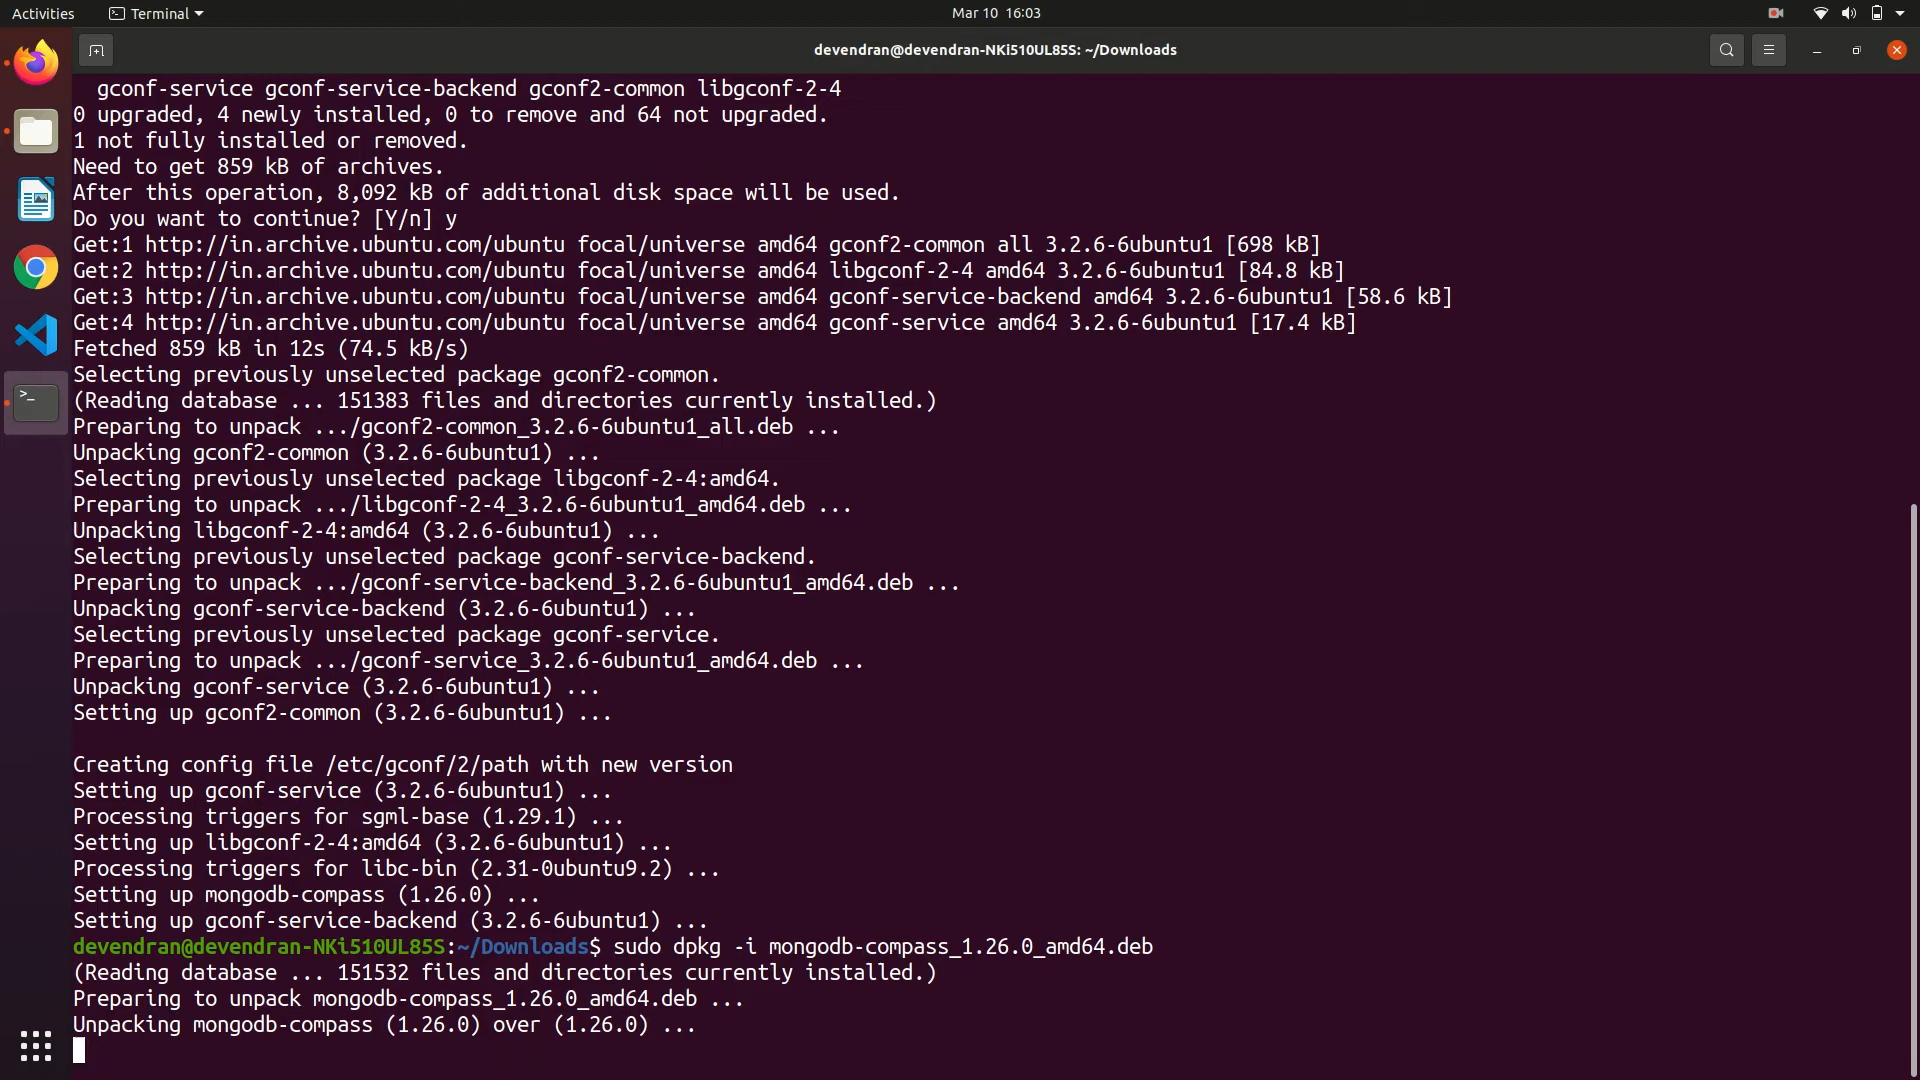 Activities
Terminal
Mar 10 16:03
devendran@devendran-NKi510UL85S: ~/Downloads
gconf-service gconf-service-backend gconf2-common libgconf-2-4
0 upgraded, 4 newly installed, 0 to remove and 64 not upgraded.
1 not fully installed or removed.
Need to get 859 kB of archives.
After this operation, 8,092 kB of additional disk space will be used.
Do you want to continue? [Y/n] y
Get:1 http://in.archive.ubuntu.com/ubuntu focal/universe amd64 gconf2-common all 3.2.6-6ubuntu1 [698 kB]
Get:2 http://in.archive.ubuntu.com/ubuntu focal/universe amd64 libgconf-2-4 amd64 3.2.6-6ubuntu1 [84.8 kB]
Get:3 http://in.archive.ubuntu.com/ubuntu focal/universe amd64 gconf-service-backend amd64 3.2.6-6ubuntu1 [58.6 kB]
Get:4 http://in.archive.ubuntu.com/ubuntu focal/universe amd64 gconf-service amd64 3.2.6-6ubuntu1 [17.4 kB]
Fetched 859 kB in 12s (74.5 kB/s)
Selecting previously unselected package gconf2-common.
(Reading database ... 151383 files and directories currently installed.)
Preparing to unpack .../gconf2-common_3.2.6-6ubuntu1_all.deb ...
Unpacking gconf2-common (3.2.6-6ubuntu1) ...
Selecting previously unselected package libgconf-2-4:amd64.
Preparing to unpack .../libgconf-2-4_3.2.6-6ubuntu1_amd64.deb ...
Unpacking libgconf-2-4:amd64 (3.2.6-6ubuntu1) ...
Selecting previously unselected package gconf-service-backend.
Preparing to unpack .../gconf-service-backend_3.2.6-6ubuntu1_amd64.deb ...
Unpacking gconf-service-backend (3.2.6-6ubuntu1) ...
Selecting previously unselected package gconf-service.
Preparing to unpack .../gconf-service_3.2.6-6ubuntu1_amd64.deb ...
Unpacking gconf-service (3.2.6-6ubuntu1) ...
Setting up gconf2-common (3.2.6-6ubuntu1) ...
Creating config file /etc/gconf/2/path with new version
Setting up gconf-service (3.2.6-6ubuntu1) ...
Processing triggers for sgml-base (1.29.1) ...
Setting up libgconf-2-4:amd64 (3.2.6-6ubuntu1) ...
Processing triggers for libc-bin (2.31-0ubuntu9.2) ...
Setting up mongodb-compass (1.26.0) ...
Setting up gconf-service-backend (3.2.6-6ubuntu1) ...
devendran@devendran-NKi510UL85S:~/Downloads$ sudo dpkg -i mongodb-compass_1.26.0_amd64.deb
(Reading database ... 151532 files and directories currently installed.)
Preparing to unpack mongodb-compass_1.26.0_amd64.deb ...
Unpacking mongodb-compass (1.26.0) over (1.26.0) ...